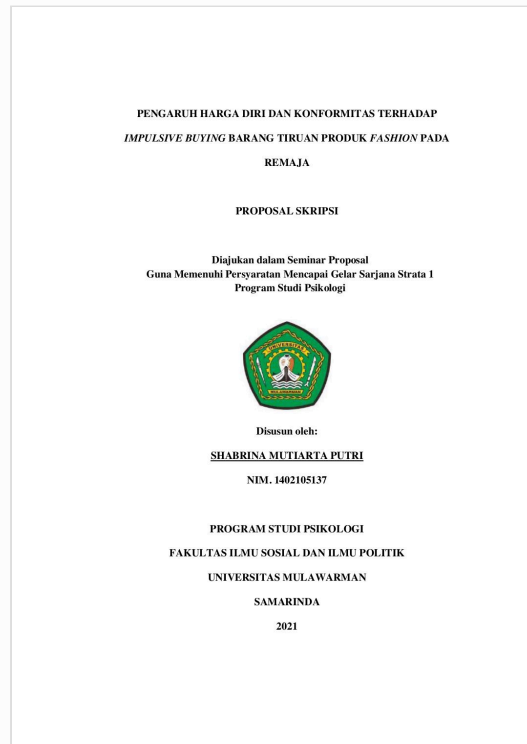 PENGARUH HARGA DIRI DAN KONFORMITAS TERHADAP
IMPULSIVE BUYING BARANG TIRUAN PRODUK FASHION PADA
REMAJA
PROPOSAL SKRIPSI
Diajukan dalam Seminar Proposal
Guna Memenuhi Persyaratan Mencapai Gelar Sarjana Strata 1
Program Studi Psikologi
UNIVERSITAS
Disusun oleh:
SHABRINA MUTIARTA PUTRI
NIM. 1402105137
PROGRAM STUDI PSIKOLOGI
FAKULTAS ILMU SOSIAL DAN ILMU POLITIK
UNIVERSITAS MULAWARMAN
SAMARINDA
2021